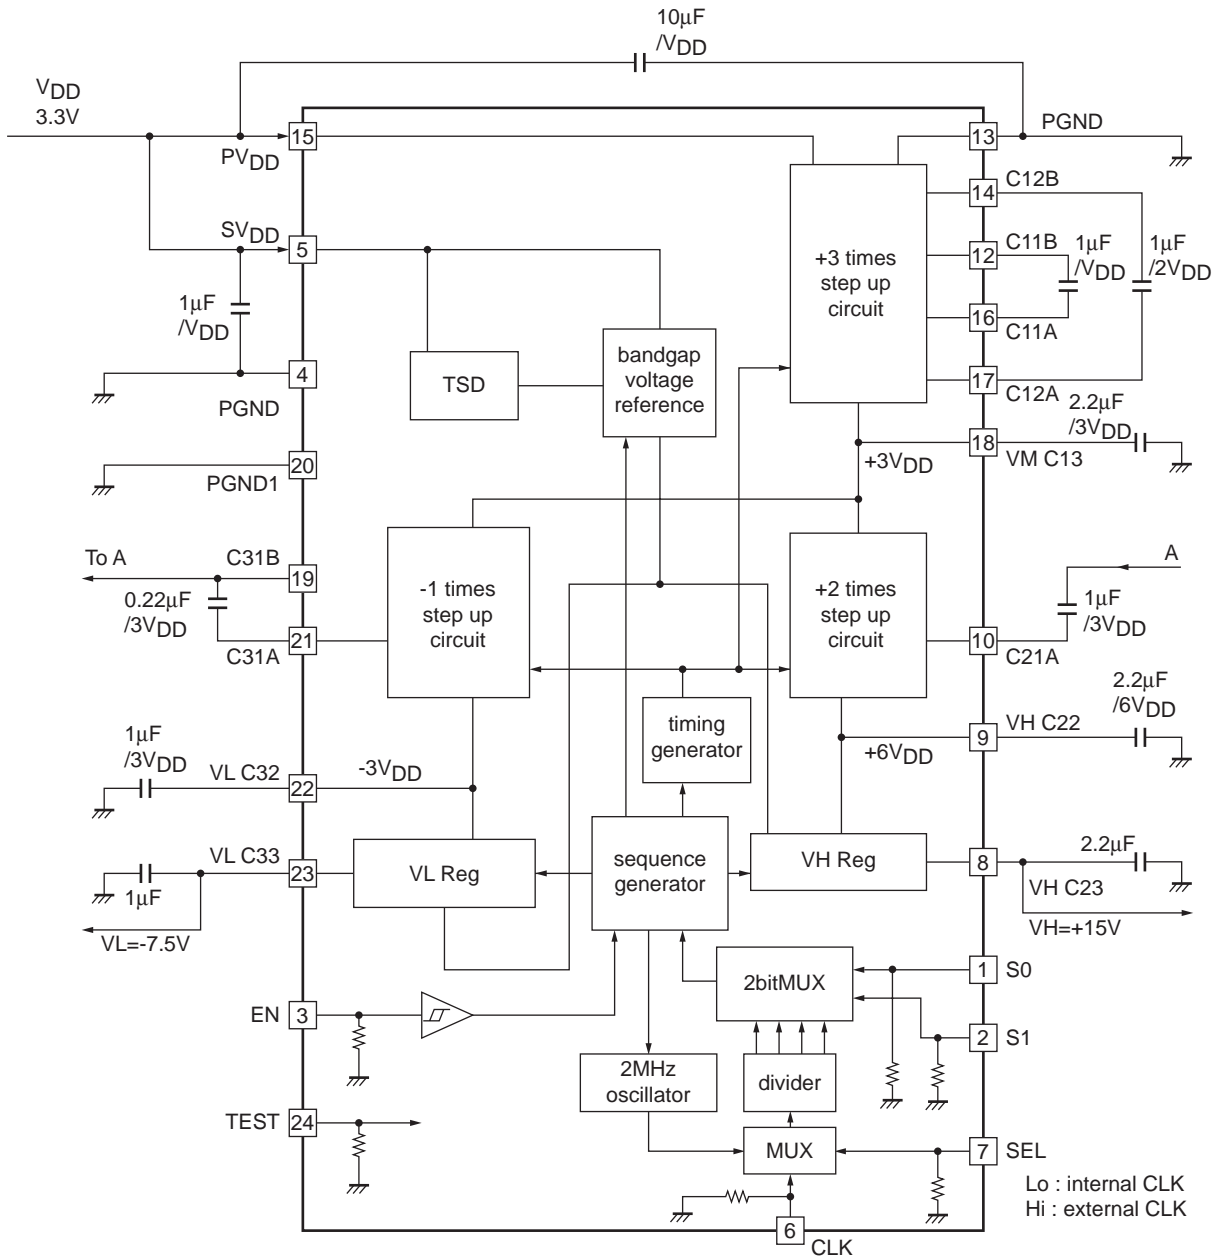 10µF
/VDD
VDD
3.3V
15
PVDD
13
PGND
14
C12B
SVDD
5
+3 times
step up
circuit
12
C11B
1µF
/VDD
1µF
/2VDD
1µF
/VDD
16
C11A
bandgap
voltage
reference
TSD
4
PGND
17
C12A
2.2µF
/3VDD
18
VM C13
+3VDD
20
PGND1
To A
C31B
19
A
0.22µF
/3VDD
-1 times
step up
circuit
+2 times
step up
circuit
1µF
/3VDD
21
C31A
10
C21A
2.2µF
/6VDD
timing
generator
1µF
/3VDD
+6VDD
9
VH C22
VL C32
22
-3VDD
VL C33
23
VL Reg
sequence
generator
VH Reg
8
2.2µF
VH C23
1µF
VL=-7.5V
VH=+15V
2bitMUX
1
S0
EN
3
2
S1
2MHz
oscillator
divider
TEST
24
MUX
7
SEL
Lo : internal CLK
Hi : external CLK
6
CLK